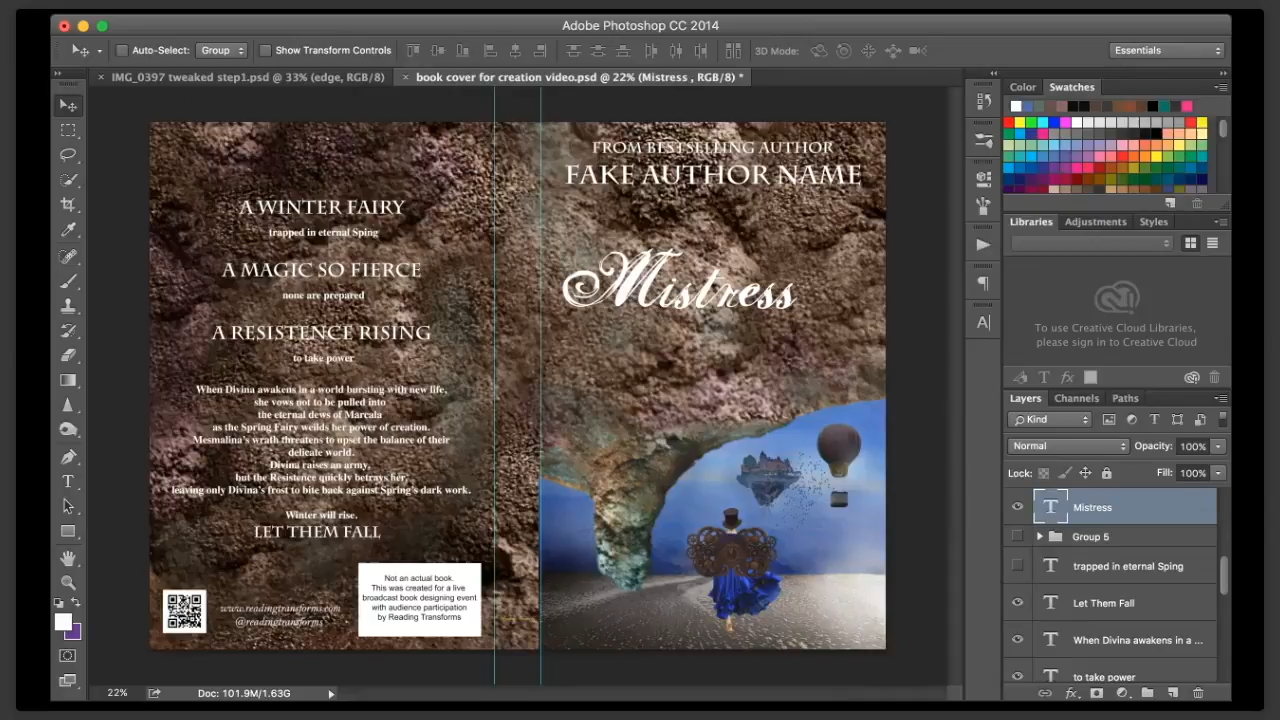 Adobe Photoshop CC 2014
Auto-Select: Group Show Transform Controls 3D Mode: Essentials
× IMG_0397 tweaked step1.psd @ 33% (edge, RGB/8) × book cover for creation video.psd @ 22% (Mistress , RGB/8) *
Color Swatches
FROM BESTSELLING AUTHOR
FAKE AUTHOR NAME
Mistress
A WINTER FAIRY
trapped in eternal Sping
A MAGIC SO FIERCE
none are prepared
A RESISTENCE RISING
to take power
When Divina awakens in a world bursting with new life,
she vows not to be pulled into
the eternal dews of Marcala
as the Spring Fairy weilds her power of creation.
Mesmalina's wrath threatens to upset the balance of their
delicate world.
Divina raises an army,
but the Resistence quickly betrays her,
leaving only Divina's frost to bite back against Spring's dark work.
Winter will rise.
LET THEM FALL
www.readingtransforms.com
@readingtransforms
Not an actual book.
This was created for a live
broadcast book designing event
with audience participation
by Reading Transforms
Libraries Adjustments Styles
To use Creative Cloud Libraries,
please sign in to Creative Cloud
Layers Channels Paths
Kind
Normal Opacity: 100%
Lock: Fill: 100%
Mistress
Group 5
trapped in eternal Sping
Let Them Fall
When Divina awakens in a w ...
to take power
22% Doc: 101.9M/1.63G